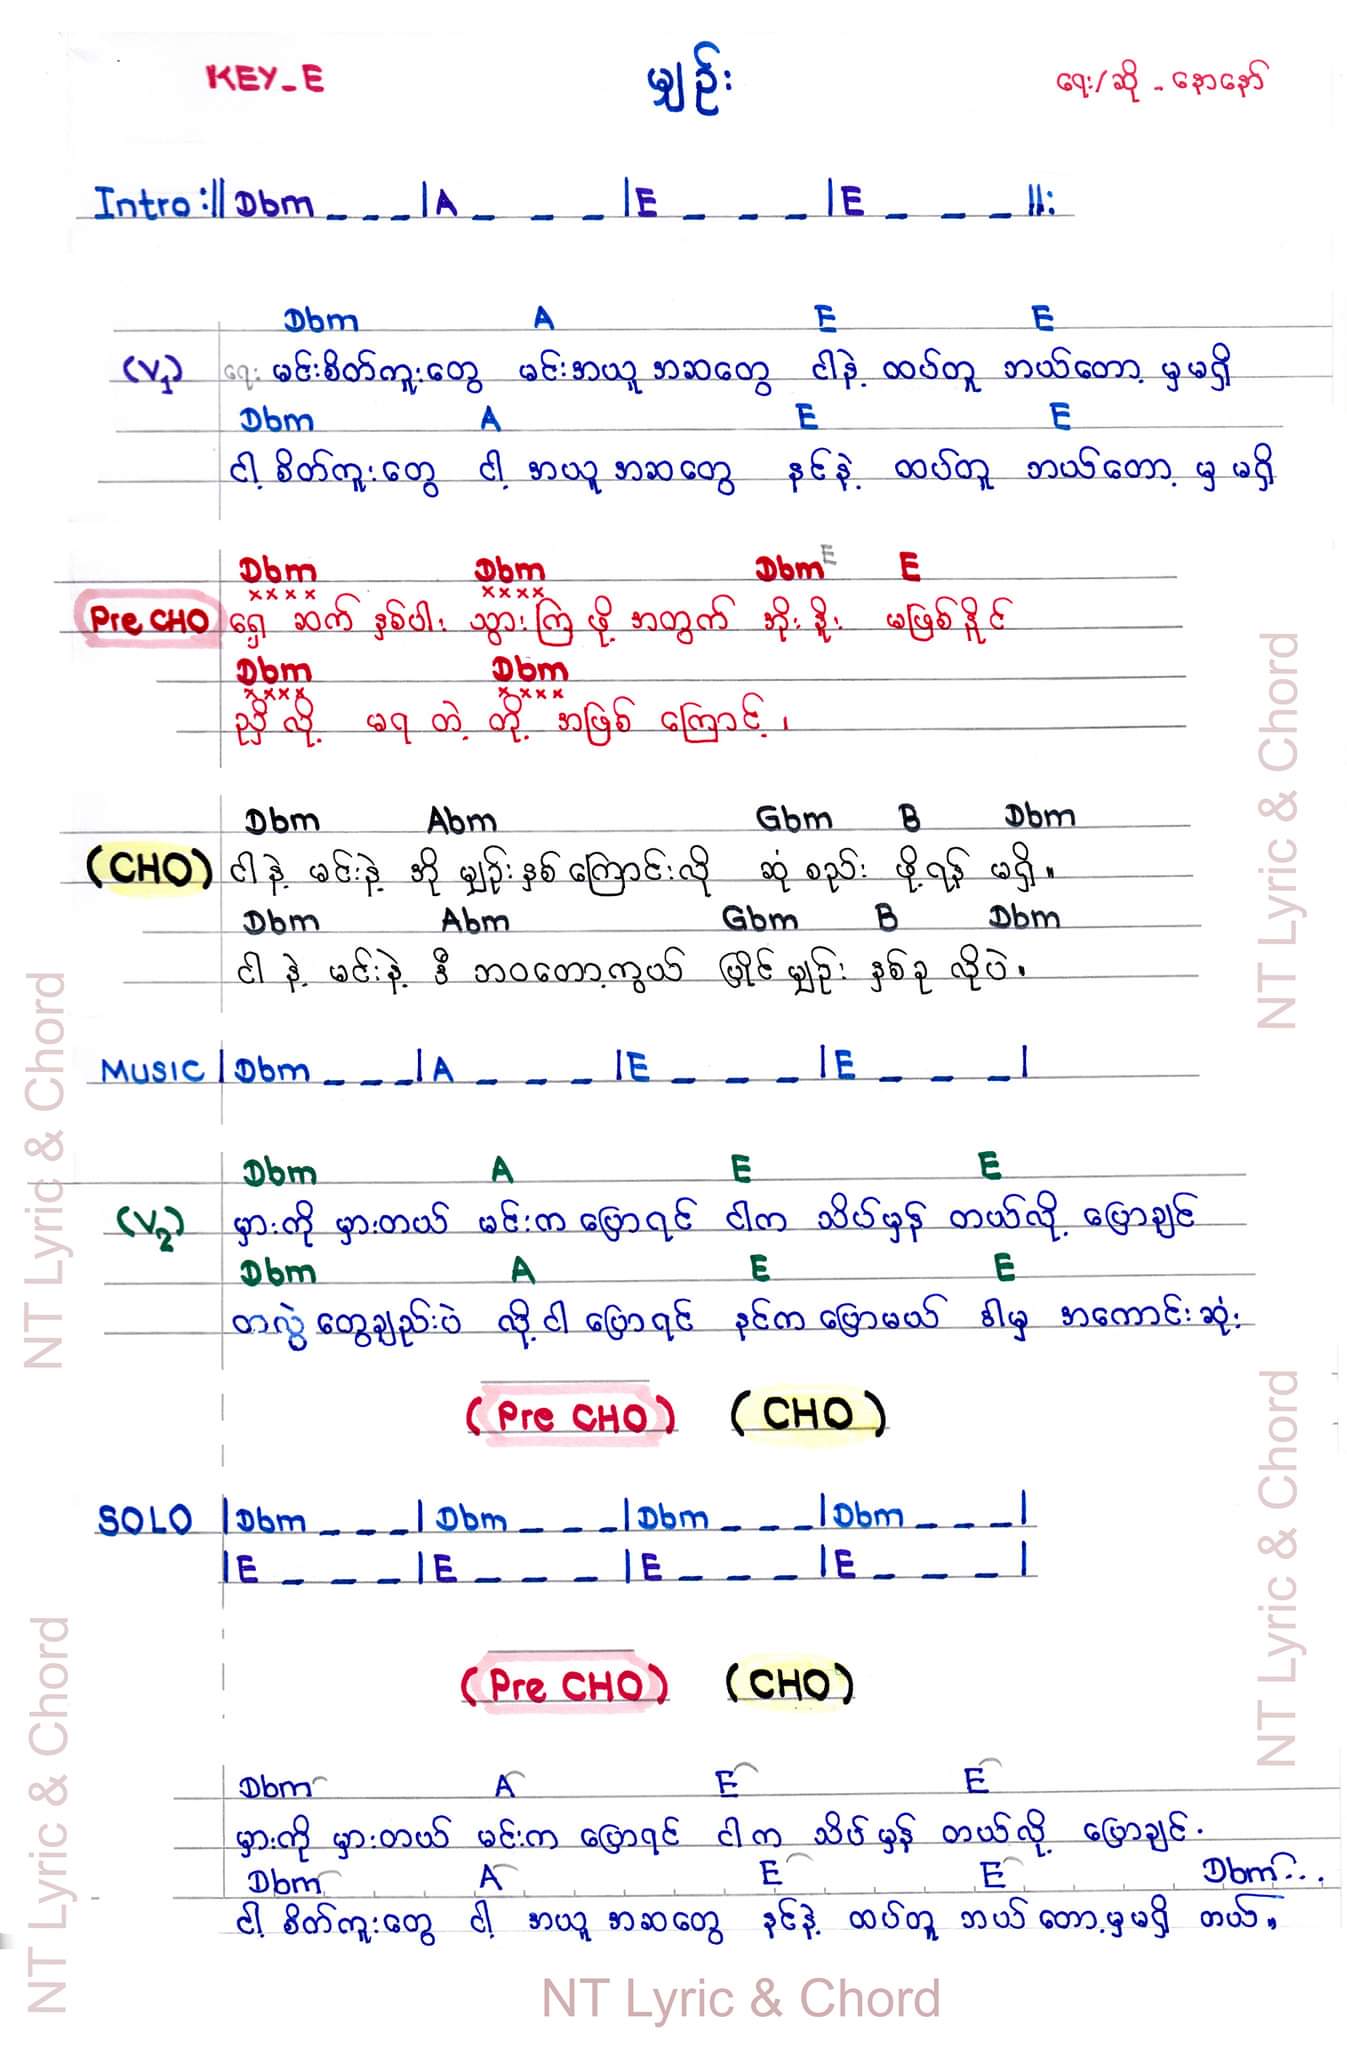 KEY_E မျဉ်း ရေး/ဆို - နောနော်
Intro :|| Dbm _ _ _ | A _ _ _ | E _ _ _ | E _ _ _ ||:
Dbm A E E
(V1) ရေး မင်းစိတ်ကူးတွေ မင်းအယူအဆတွေ ငါနဲ့ ထပ်တူ ဘယ်တော့မှမရှိ
Dbm A E E
ငါ့ စိတ်ကူးတွေ ငါ့ အယူအဆတွေ နင်နဲ့ ထပ်တူ ဘယ်တော့မှ မရှိ
Dbm Dbm Dbm E E
xxxx xxxx
Pre CHO ရှေ့ ဆက် နှစ်ပါး သွားကြ ဖို့ အတွက် အိုးနိုး မဖြစ်နိုင်
Dbm Dbm
xxxx xxxx
ညှိလို့ မရ တဲ့ တို့ အဖြစ် ကြောင့်၊
Dbm Abm Gbm B Dbm
(CHO) ငါနဲ့ မင်းနဲ့ အို မျဉ်းနှစ်ကြောင်းလို ဆုံစည်း ဖို့ရန် မရှိ။
Dbm Abm Gbm B Dbm
ငါ နဲ့ မင်းနဲ့ ဒီ ဘဝတော့ကွယ် ပြိုင်မျဉ်း နှစ်ခု လိုပဲ။
MUSIC | Dbm _ _ _ | A _ _ _ | E _ _ _ | E _ _ _ |
Dbm A E E
(V2) မှားကို မှားတယ် မင်းကပြောရင် ငါက သိပ်မှန် တယ်လို့ ပြောချင်
Dbm A E E
တလွဲတွေချည်းပဲ လို့ငါပြောရင် နင်ကပြောမယ် ဒါမှ အကောင်းဆုံး
(Pre CHO) (CHO)
SOLO | Dbm _ _ _ | Dbm _ _ _ | Dbm _ _ _ | Dbm _ _ _ |
| E _ _ _ | E _ _ _ | E _ _ _ | E _ _ _ |
(Pre CHO) (CHO)
Dbm A E E
မှားကို မှားတယ် မင်းက ပြောရင် ငါက သိပ်မှန် တယ်လို့ ပြောချင်.
Dbm A E E Dbm...
ငါ့ စိတ်ကူးတွေ ငါ့ အယူအဆတွေ နင်နဲ့ ထပ်တူ ဘယ်တော့မှမရှိ တယ်။
NT Lyric & Chord
NT Lyric & Chord
NT Lyric & Chord
NT Lyric & Chord
NT Lyric & Chord